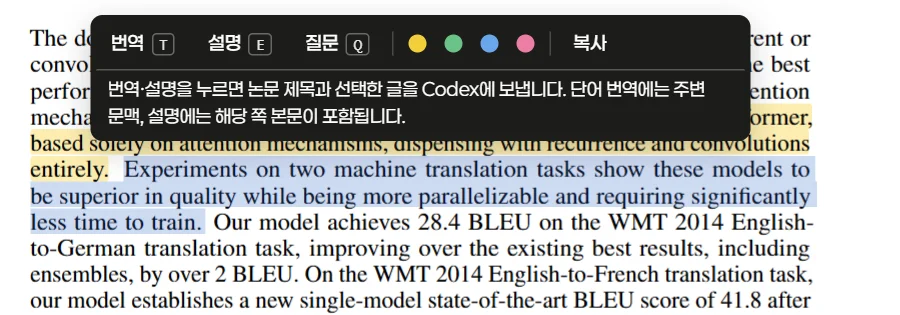 번역 T 설명 E 질문 Q 복사
번역·설명을 누르면 논문 제목과 선택한 글을 Codex에 보냅니다. 단어 번역에는 주변
문맥, 설명에는 해당 쪽 본문이 포함됩니다.
The rent or
convol e best
perfor ention
mecha ormer,
based solely on attention mechanisms, dispensing with recurrence and convolutions
entirely. Experiments on two machine translation tasks show these models to
be superior in quality while being more parallelizable and requiring significantly
less time to train. Our model achieves 28.4 BLEU on the WMT 2014 English-
to-German translation task, improving over the existing best results, including
ensembles, by over 2 BLEU. On the WMT 2014 English-to-French translation task,
our model establishes a new single-model state-of-the-art BLEU score of 41.8 after